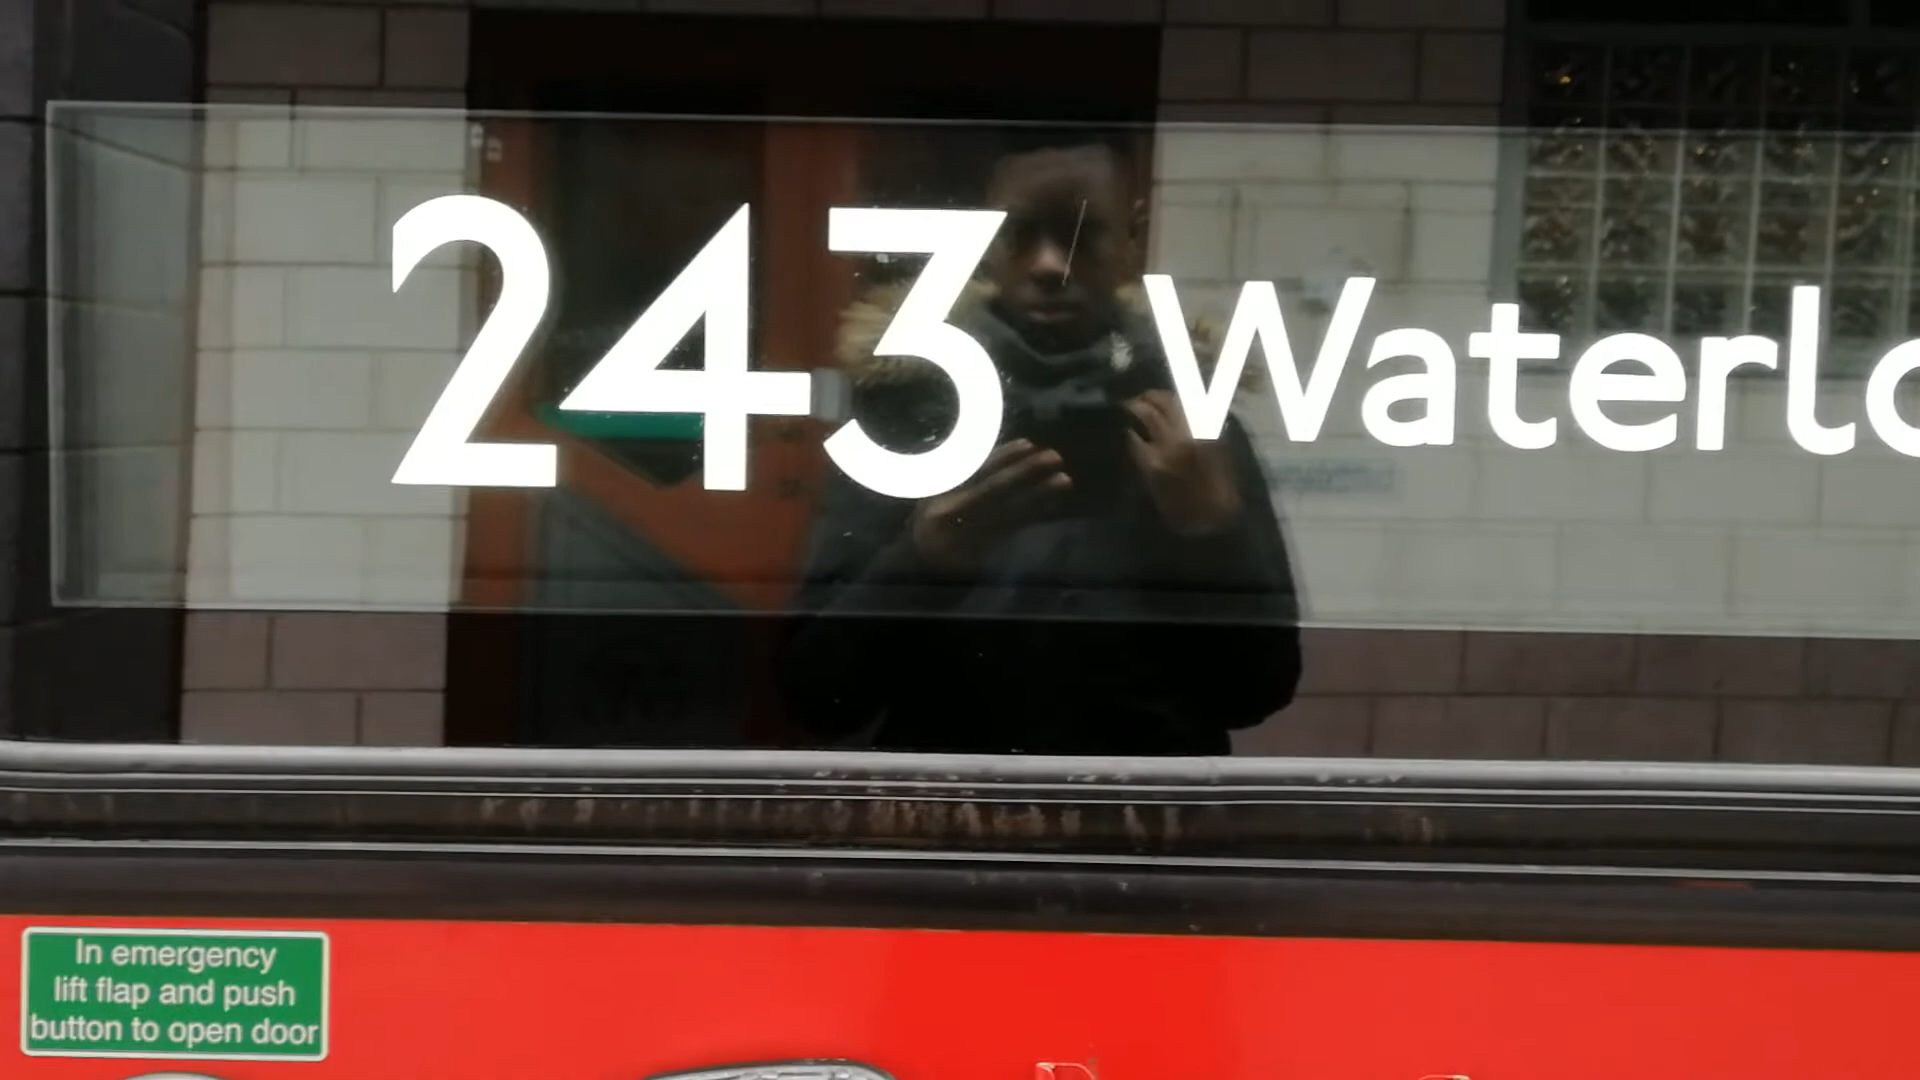 243 Waterlo
In emergency
lift flap and push
button to open door